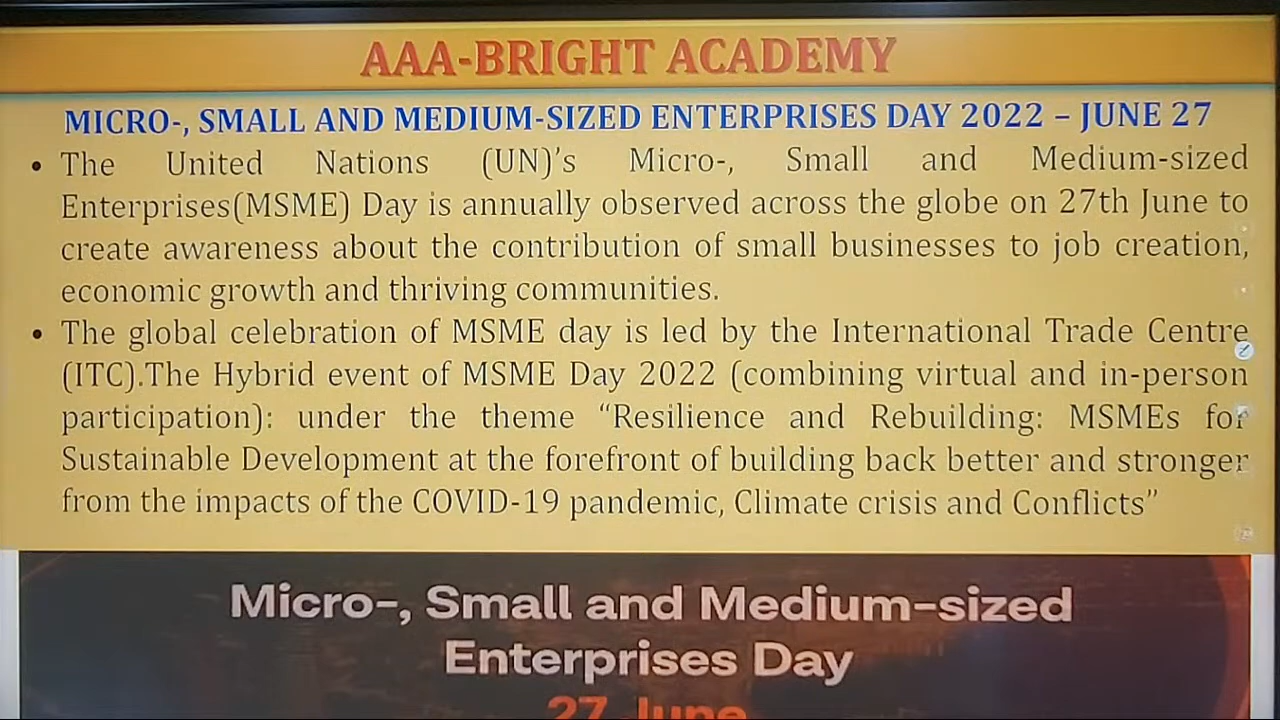 AAA-BRIGHT ACADEMY
MICRO-, SMALL AND MEDIUM-SIZED ENTERPRISES DAY 2022 – JUNE 27
• The United Nations (UN)'s Micro-, Small and Medium-sized
Enterprises(MSME) Day is annually observed across the globe on 27th June to
create awareness about the contribution of small businesses to job creation,
economic growth and thriving communities.
• The global celebration of MSME day is led by the International Trade Centre
(ITC).The Hybrid event of MSME Day 2022 (combining virtual and in-person
participation): under the theme “Resilience and Rebuilding: MSMEs for
Sustainable Development at the forefront of building back better and stronger
from the impacts of the COVID-19 pandemic, Climate crisis and Conflicts”
Micro-, Small and Medium-sized
Enterprises Day
27 June